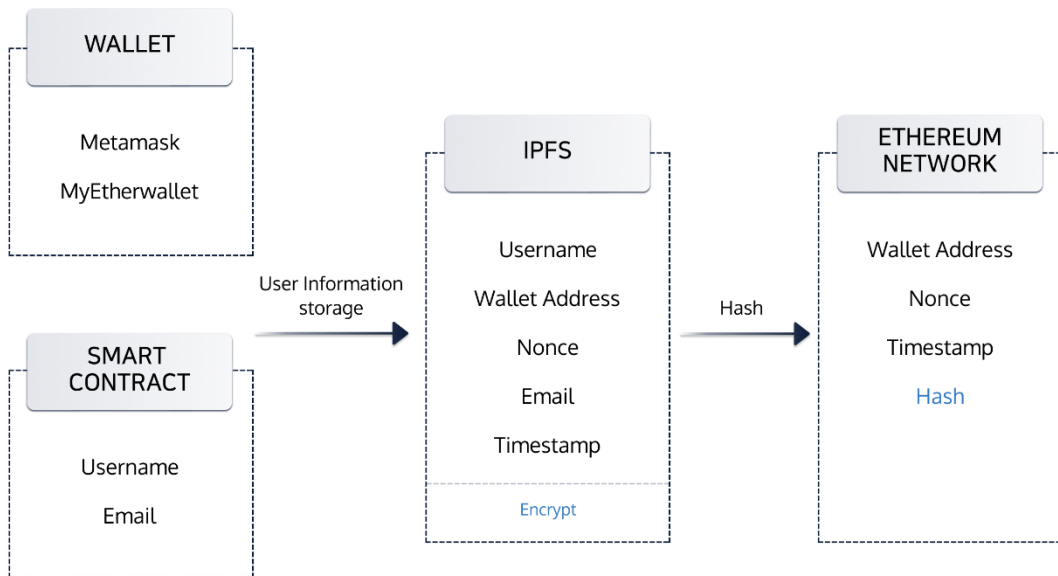 WALLET
Metamask
MyEtherwallet
SMART
CONTRACT
Username
Email
User Information
storage
IPFS
Username
Wallet Address
Nonce
Email
Timestamp
Encrypt
Hash
ETHEREUM
NETWORK
Wallet Address
Nonce
Timestamp
Hash